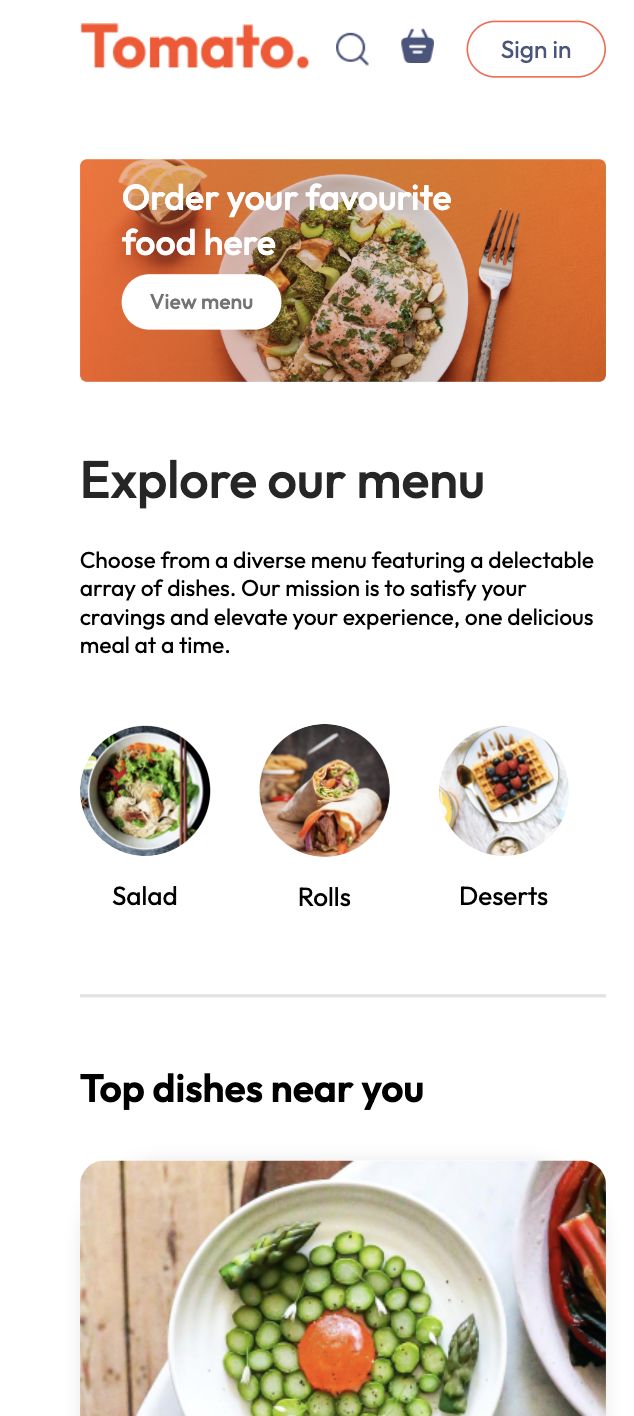 Tomato.
Sign in
Order your favourite
food here
View menu
Explore our menu
Choose from a diverse menu featuring a delectable
array of dishes. Our mission is to satisfy your
cravings and elevate your experience, one delicious
meal at a time.
Salad
Rolls
Deserts
Top dishes near you